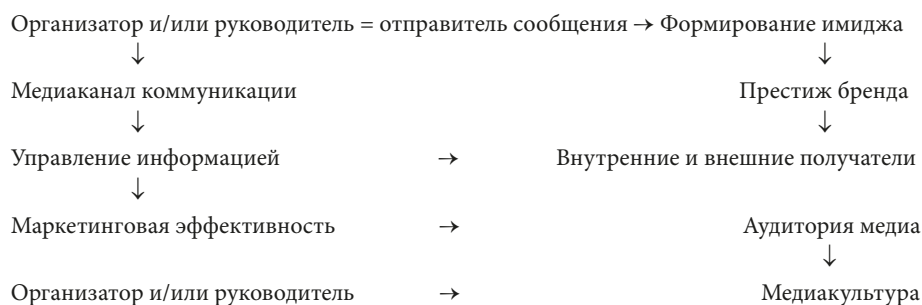 Организатор и/или руководитель = отправитель сообщения → Формирование имиджа
↓ ↓
Медиаканал коммуникации Престиж бренда
↓ ↓
Управление информацией → Внутренние и внешние получатели
↓
Маркетинговая эффективность → Аудитория медиа
↓
Организатор и/или руководитель → Медиакультура